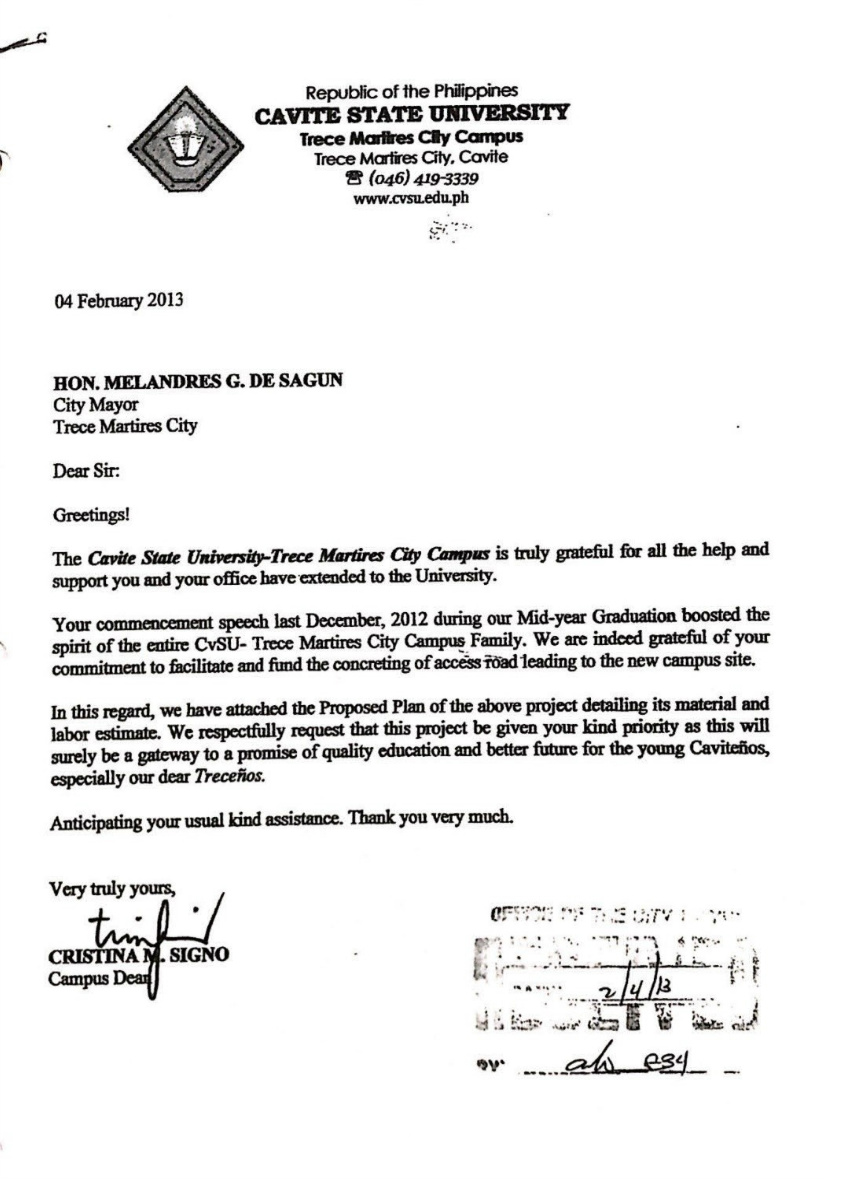 Republic of the Philippines
CAVITE STATE UNIVERSITY
Trece Martires City Campus
Trece Martires City, Cavite
☎ (046) 419-3339
www.cvsu.edu.ph
04 February 2013
HON. MELANDRES G. DE SAGUN
City Mayor
Trece Martires City
Dear Sir:
Greetings!
The Cavite State University-Trece Martires City Campus is truly grateful for all the help and
support you and your office have extended to the University.
Your commencement speech last December, 2012 during our Mid-year Graduation boosted the
spirit of the entire CvSU- Trece Martires City Campus Family. We are indeed grateful of your
commitment to facilitate and fund the concreting of access road leading to the new campus site.
In this regard, we have attached the Proposed Plan of the above project detailing its material and
labor estimate. We respectfully request that this project be given your kind priority as this will
surely be a gateway to a promise of quality education and better future for the young Caviteños,
especially our dear Treceños.
Anticipating your usual kind assistance. Thank you very much.
Very truly yours,
CRISTINA M. SIGNO
Campus Dean
OFFICE OF THE CITY
2/4/13
RECEIVED
BY: